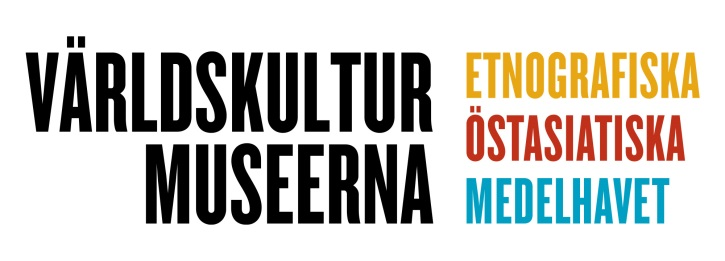 VÄRLDSKULTUR
MUSEERNA
ETNOGRAFISKA
ÖSTASIATISKA
MEDELHAVET